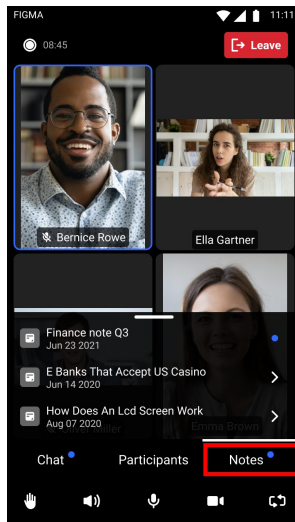 FIGMA 11:11
08:45 Leave
Bernice Rowe
Ella Gartner
Finance note Q3
Jun 23 2021
E Banks That Accept US Casino
Jun 14 2020
How Does An Lcd Screen Work
Aug 07 2020
Oliver Miller
Emma Brown
Chat
Participants
Notes